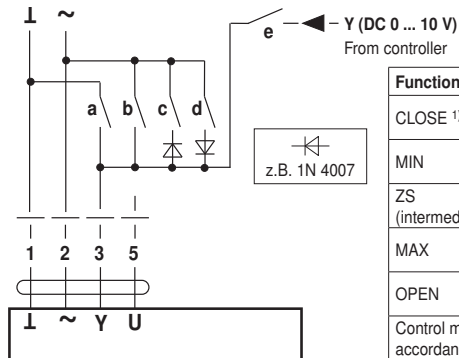 ⊥ ~
Y (DC 0 ... 10 V)
e
From controller
a b c d
z.B. 1N 4007
Function
CLOSE 1)
MIN
ZS
(intermed
MAX
OPEN
Control m
accordan
1 2 3 5
⊥ ~ Y U